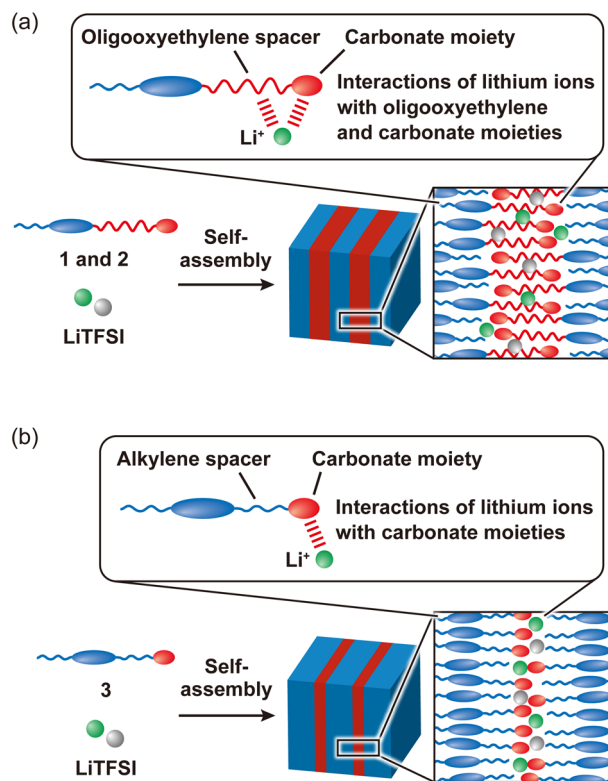 (a)
Oligooxyethylene spacer
Carbonate moiety
Interactions of lithium ions
with oligooxyethylene
and carbonate moieties
Li⁺
1 and 2
LiTFSI
Self-
assembly
(b)
Alkylene spacer
Carbonate moiety
Interactions of lithium ions
with carbonate moieties
Li⁺
3
LiTFSI
Self-
assembly